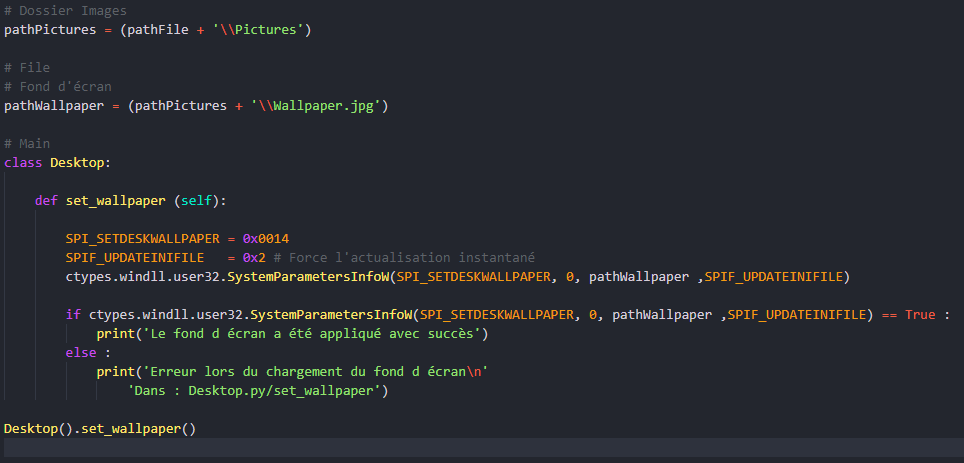 # Dossier Images
pathPictures = (pathFile + '\\Pictures')
# File
# Fond d'écran
pathWallpaper = (pathPictures + '\\Wallpaper.jpg')
# Main
class Desktop:
def set_wallpaper (self):
SPI_SETDESKWALLPAPER = 0x0014
SPIF_UPDATEINIFILE   = 0x2 # Force l'actualisation instantané
ctypes.windll.user32.SystemParametersInfoW(SPI_SETDESKWALLPAPER, 0, pathWallpaper ,SPIF_UPDATEINIFILE)
if ctypes.windll.user32.SystemParametersInfoW(SPI_SETDESKWALLPAPER, 0, pathWallpaper ,SPIF_UPDATEINIFILE) == True :
print('Le fond d écran a été appliqué avec succès')
else :
print('Erreur lors du chargement du fond d écran\n'
'Dans : Desktop.py/set_wallpaper')
Desktop().set_wallpaper()